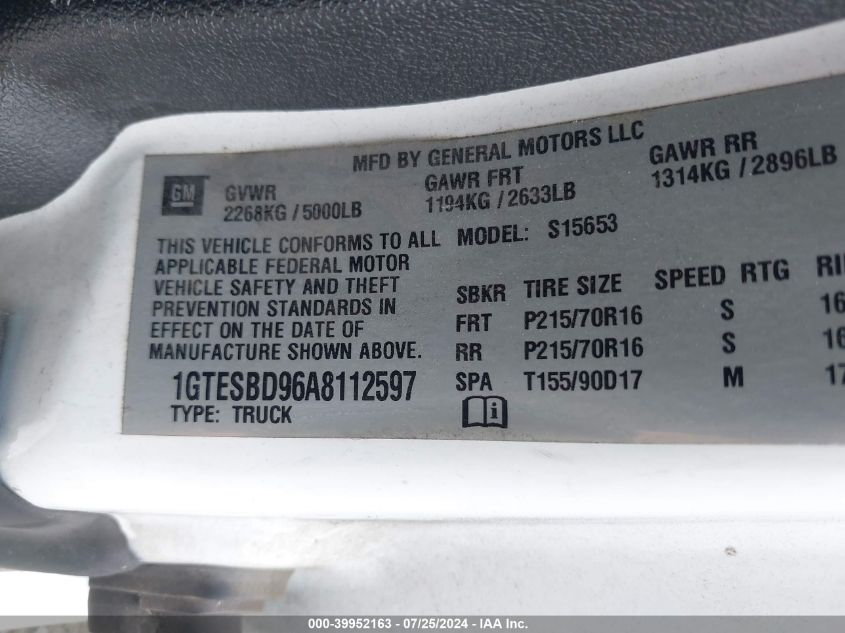 MFD BY GENERAL MOTORS LLC
GM
GVWR
2268KG / 5000LB
GAWR FRT
1194KG / 2633LB
GAWR RR
1314KG / 2896LB
THIS VEHICLE CONFORMS TO ALL
APPLICABLE FEDERAL MOTOR
VEHICLE SAFETY AND THEFT
PREVENTION STANDARDS IN
EFFECT ON THE DATE OF
MANUFACTURE SHOWN ABOVE.
1GTESBD96A8112597
TYPE: TRUCK
MODEL: S15653
SBKR TIRE SIZE SPEED RTG
FRT P215/70R16 S 16
RR P215/70R16 S 16
SPA T155/90D17 M 17
000-39952163 - 07/25/2024 - IAA Inc.